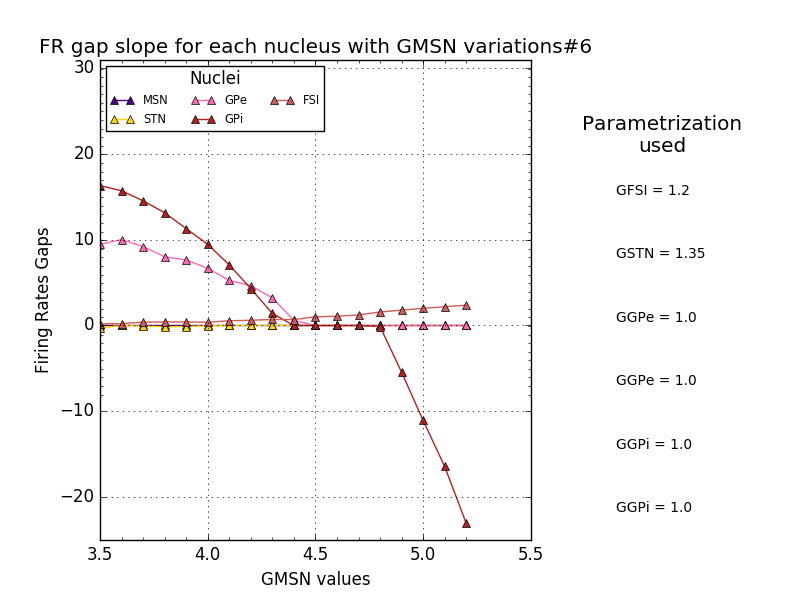 FR gap slope for each nucleus with GMSN variations#6
Nuclei
MSN GPe FSI
STN GPi
30
20
10
0
−10
−20
Firing Rates Gaps
3.5 4.0 4.5 5.0 5.5
GMSN values
Parametrization
used
GFSI = 1.2
GSTN = 1.35
GGPe = 1.0
GGPe = 1.0
GGPi = 1.0
GGPi = 1.0